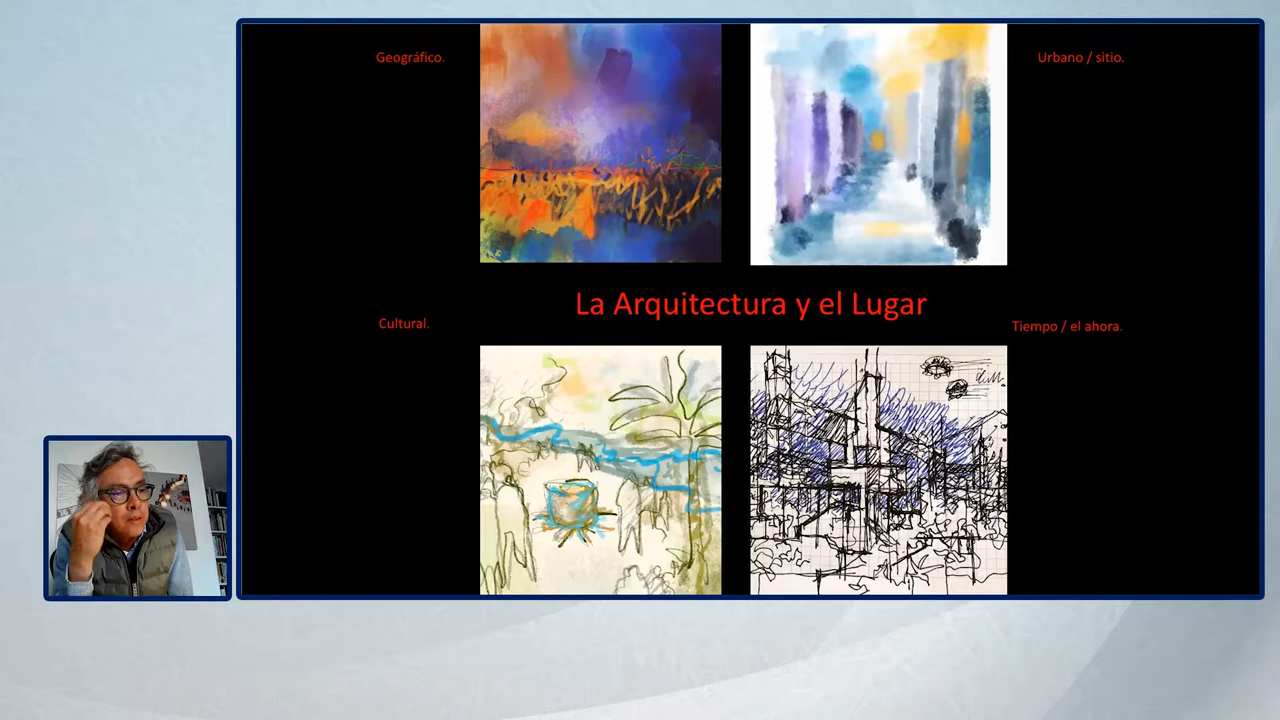 Geográfico.
Urbano / sitio.
La Arquitectura y el Lugar
Cultural.
Tiempo / el ahora.